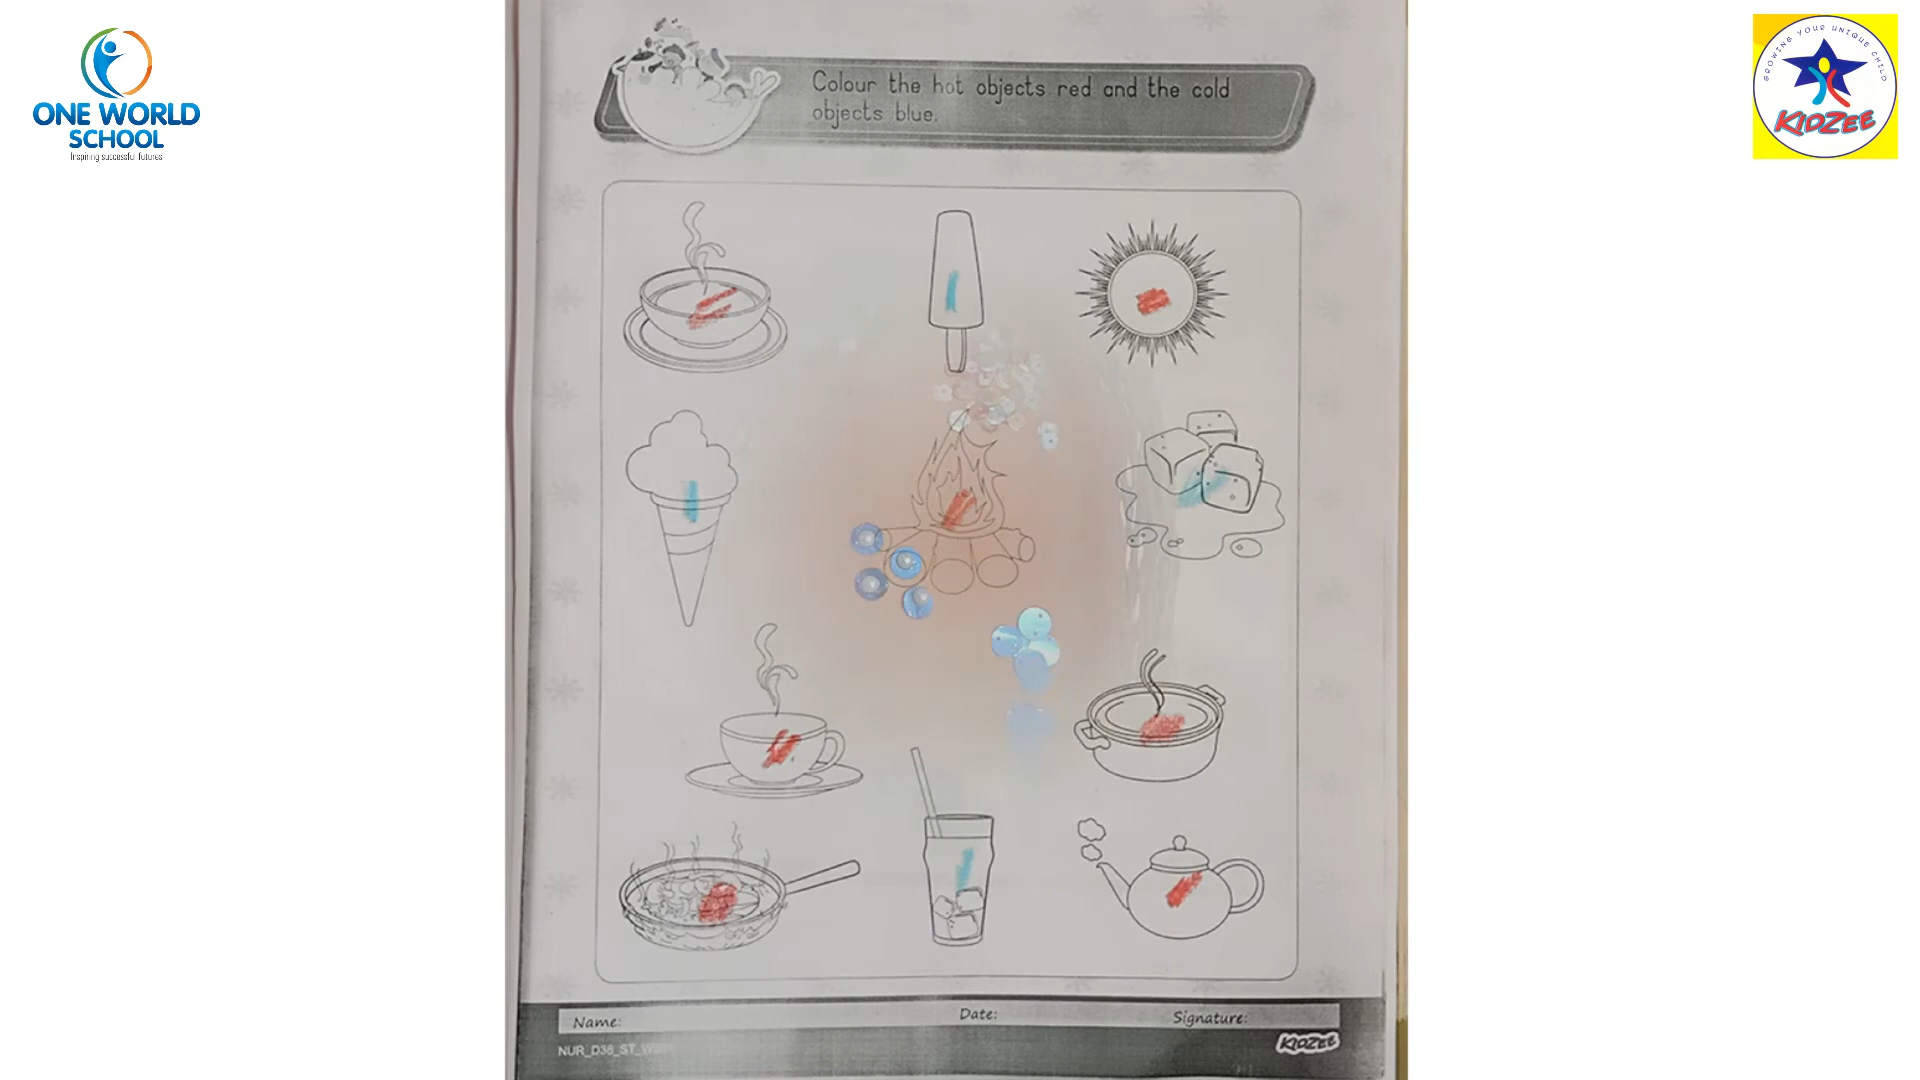 ONE WORLD
SCHOOL
Inspiring successful futures
GROWING YOUR UNIQUE CHILD
KIDZEE
Colour the hot objects red and the cold
objects blue.
Name:
Date:
Signature:
NUR_D38_ST_
KIDZEE